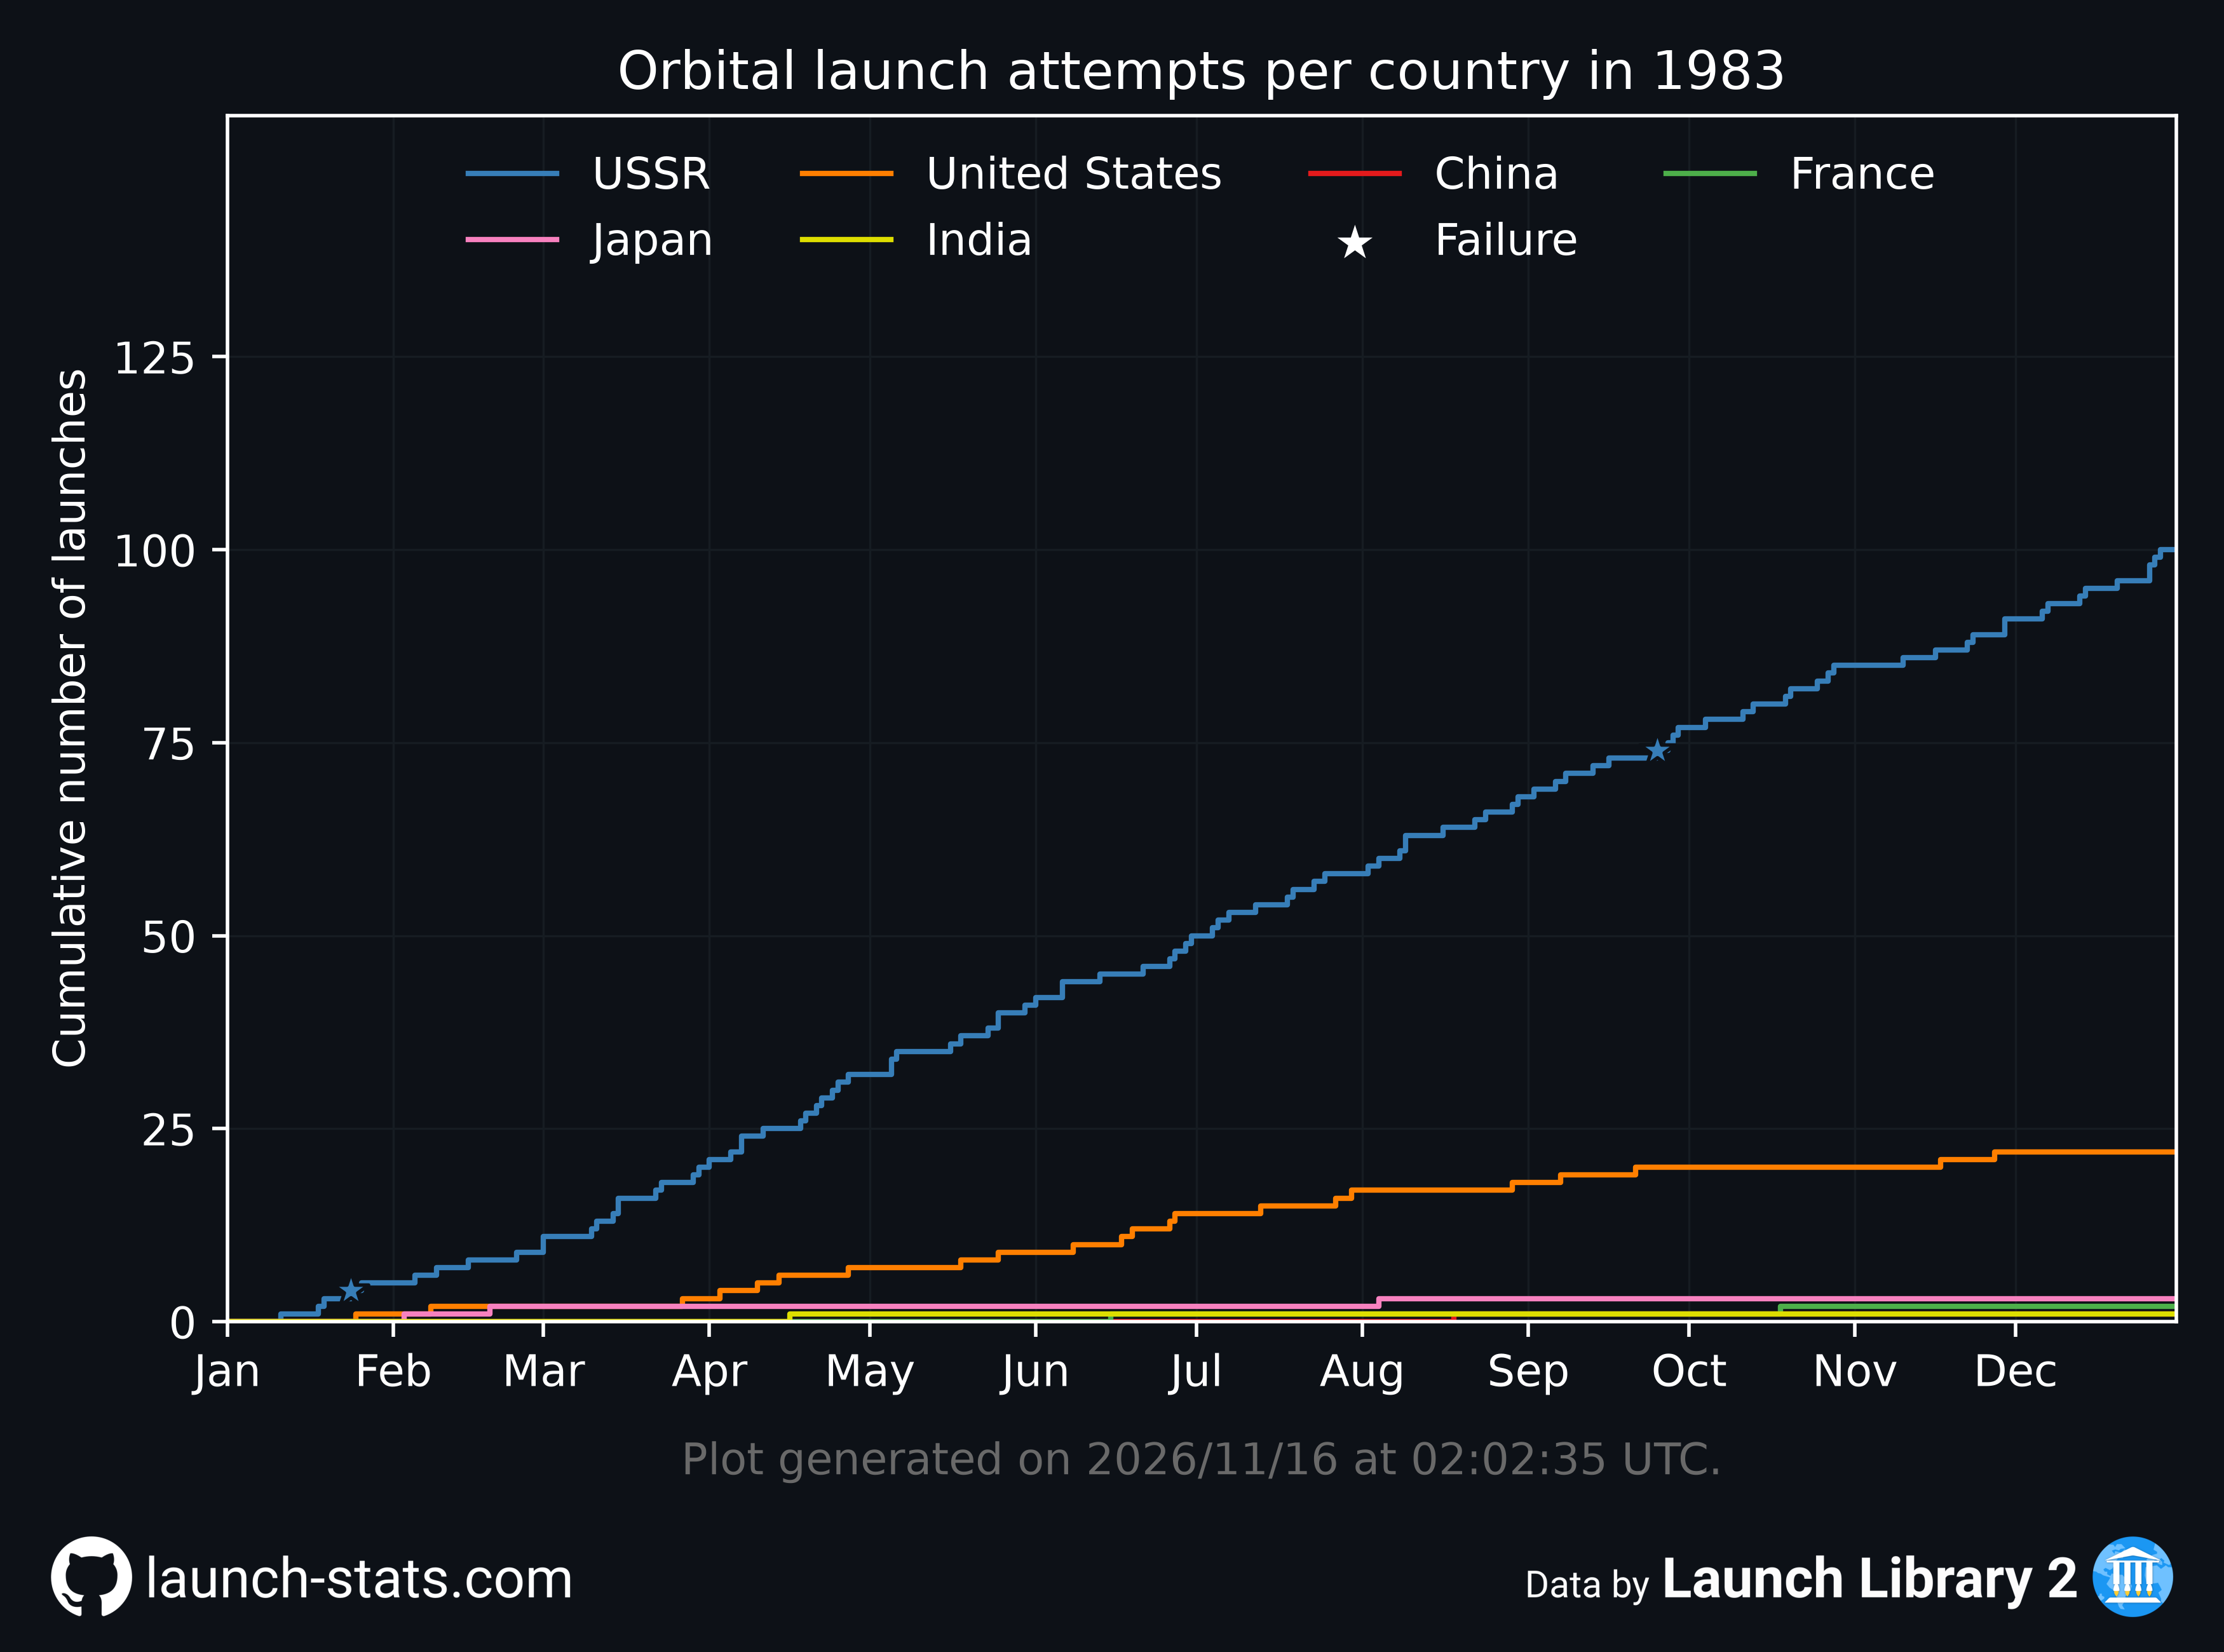 Orbital launch attempts per country in 1983
USSR United States China France
Japan India Failure
Cumulative number of launches
125
100
75
50
25
0
Jan Feb Mar Apr May Jun Jul Aug Sep Oct Nov Dec
Plot generated on 2026/11/16 at 02:02:35 UTC.
launch-stats.com
Data by Launch Library 2